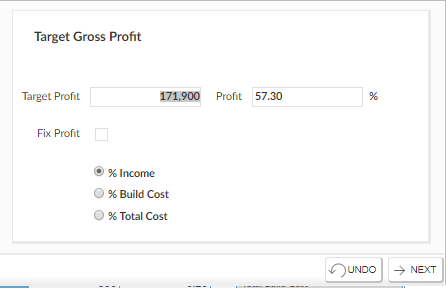 Target Gross Profit
Target Profit 171,900 Profit 57.30 %
Fix Profit
% Income
% Build Cost
% Total Cost
UNDO NEXT